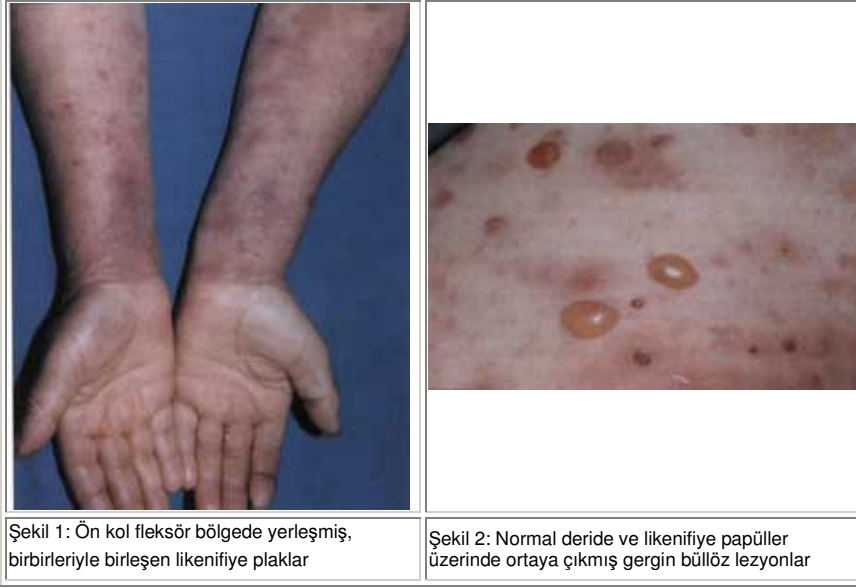 Şekil 1: Ön kol fleksör bölgede yerleşmiş,
birbirleriyle birleşen likenifiye plaklar
Şekil 2: Normal deride ve likenifiye papüller
üzerinde ortaya çıkmış gergin büllöz lezyonlar